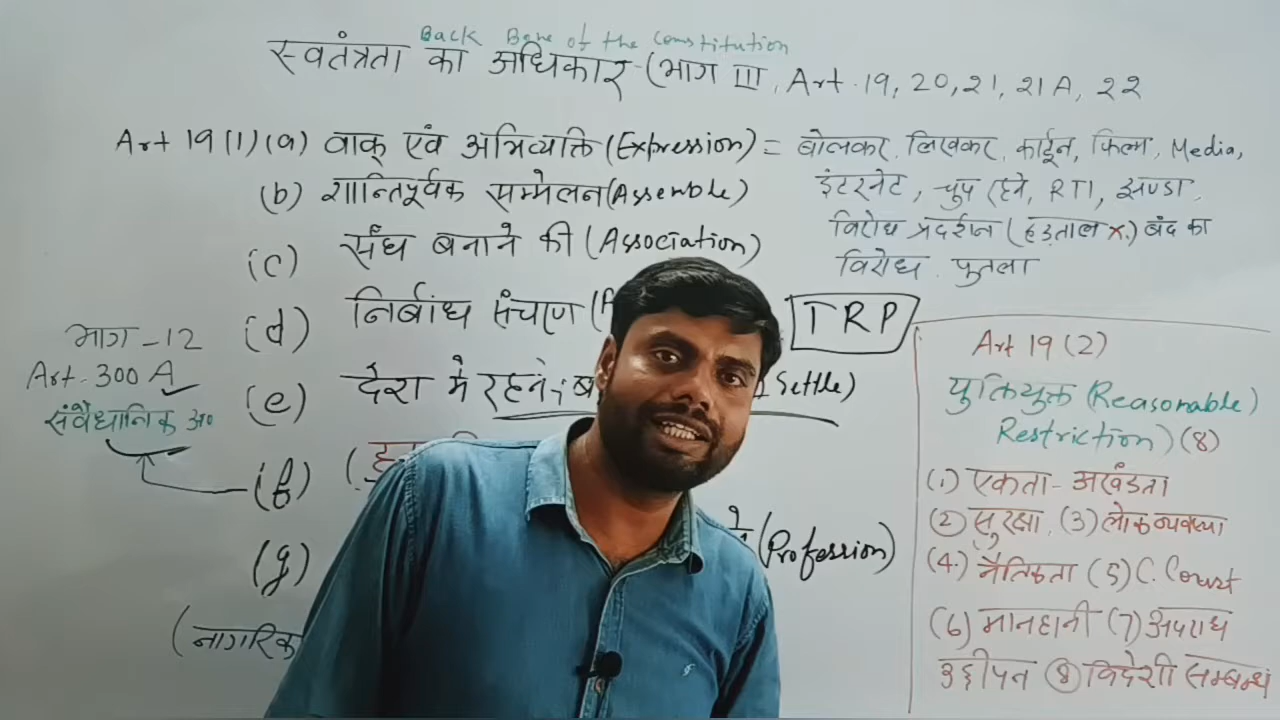 Back Bone of the Constitution
स्वतंत्रता का अधिकार-(भाग III, Art. 19, 20, 21, 21A, 22
Art 19(1)(a) वाक् एवं अभिव्यक्ति (Expression) = बोलकर, लिखकर, कार्टून, फिल्म, Media,
इंटरनेट, चुप रहने, RTI, झण्डा,
विरोध प्रदर्शन (हड़ताल x.) बंद का
विरोध, पुतला
(b) शान्तिपूर्वक सम्मेलन (Assemble)
(c) संघ बनाने की (Association)
(d) निर्बाध संचरण
(e) देश में रहने, Settle)
(f)
(g) (Profession)
(नागरिक
TRP
भाग -12
Art. 300 A
संवैधानिक अ०
Art 19 (2)
युक्तियुक्त (Reasonable)
Restriction) (8)
(1) एकता - अखंडता
(2) सुरक्षा, (3) लोक व्यवस्था
(4.) नैतिकता (5) C. Court
(6) मानहानी (7) अपराध
उद्दीपन (8) विदेशी सम्बन्ध